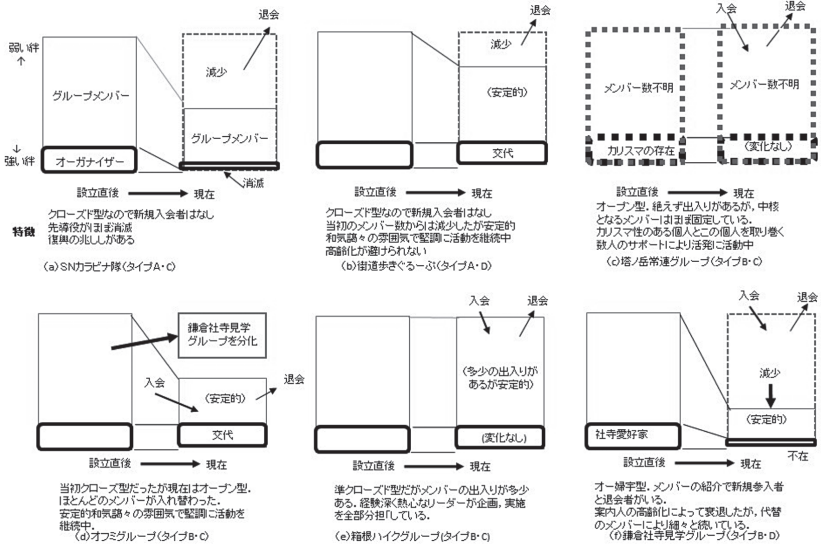 退会
弱い絆
↑
減少
グループメンバー
グループメンバー
↓
強い絆
オーガナイザー
消滅
設立直後
現在
特徴
クローズド型なので新規入会者はなし
先導役がほぼ消滅
復興の兆しがある
(a)SNカラビナ隊(タイプA・C)
退会
減少
(安定的)
交代
設立直後
現在
クローズド型なので新規入会者はなし
当初のメンバー数からは減少したが安定的
和気靄々の雰囲気で堅調に活動を継続中
高齢化が避けられない
(b)街道歩きぐるーぷ(タイプA・D)
入会
退会
メンバー数不明
メンバー数不明
カリスマの存在
(変化なし)
設立直後
現在
オープン型．絶えず出入りがあるが，中核
となるメンバーはほぼ固定している．
カリスマ性のある個人とこの個人を取り巻く
数人のサポートにより活発に活動中
(c)塔ノ岳常連グループ(タイプB・C)
鎌倉社寺見学
グループを分化
入会
退会
(安定的)
交代
設立直後
現在
当初クローズ型だったが現在はオープン型．
ほとんどのメンバーが入れ替わった．
安定的和気靄々の雰囲気で堅調に活動を
継続中．
(d)オフミグループ(タイプB・C)
入会
退会
(多少の出入りが
あるが安定的)
(変化なし)
設立直後
現在
準クローズド型だがメンバーの出入りが多少
ある．経験深く熱心なリーダーが企画，実施
を全部分担「している．
(e)箱根ハイクグループ(タイプB・C)
入会
退会
減少
(安定的)
社寺愛好家
不在
設立直後
現在
オー婦字型．メンバーの紹介で新規参入者
と退会者がいる．
案内人の高齢化によって衰退したが，代替
のメンバーにより細々と続いている．
(f)鎌倉社寺見学グループ(タイプB・D)